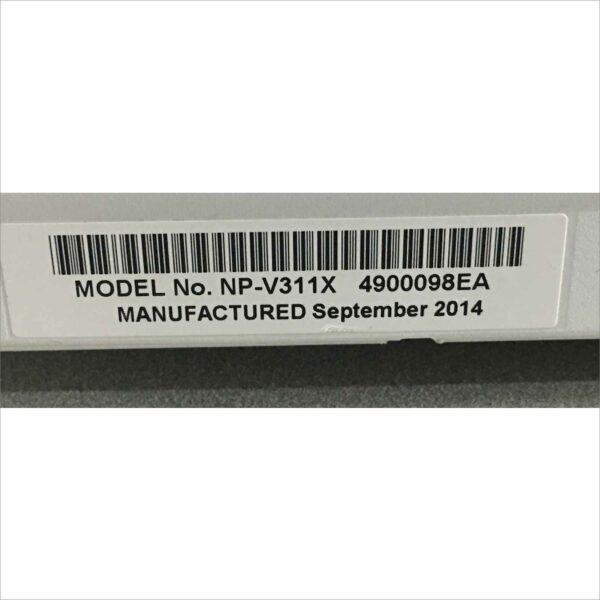 MODEL No. NP-V311X 4900098EA
MANUFACTURED September 2014